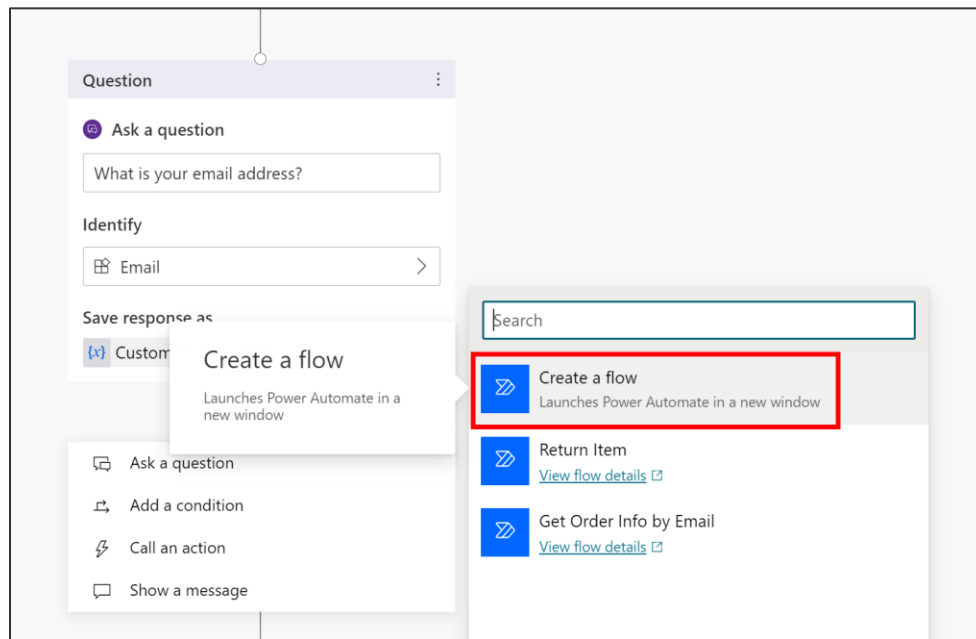 Question
Ask a question
What is your email address?
Identify
Email
Save response as
{x} Custom
Create a flow
Launches Power Automate in a
new window
Ask a question
Add a condition
Call an action
Show a message
Search
Create a flow
Launches Power Automate in a new window
Return Item
View flow details
Get Order Info by Email
View flow details